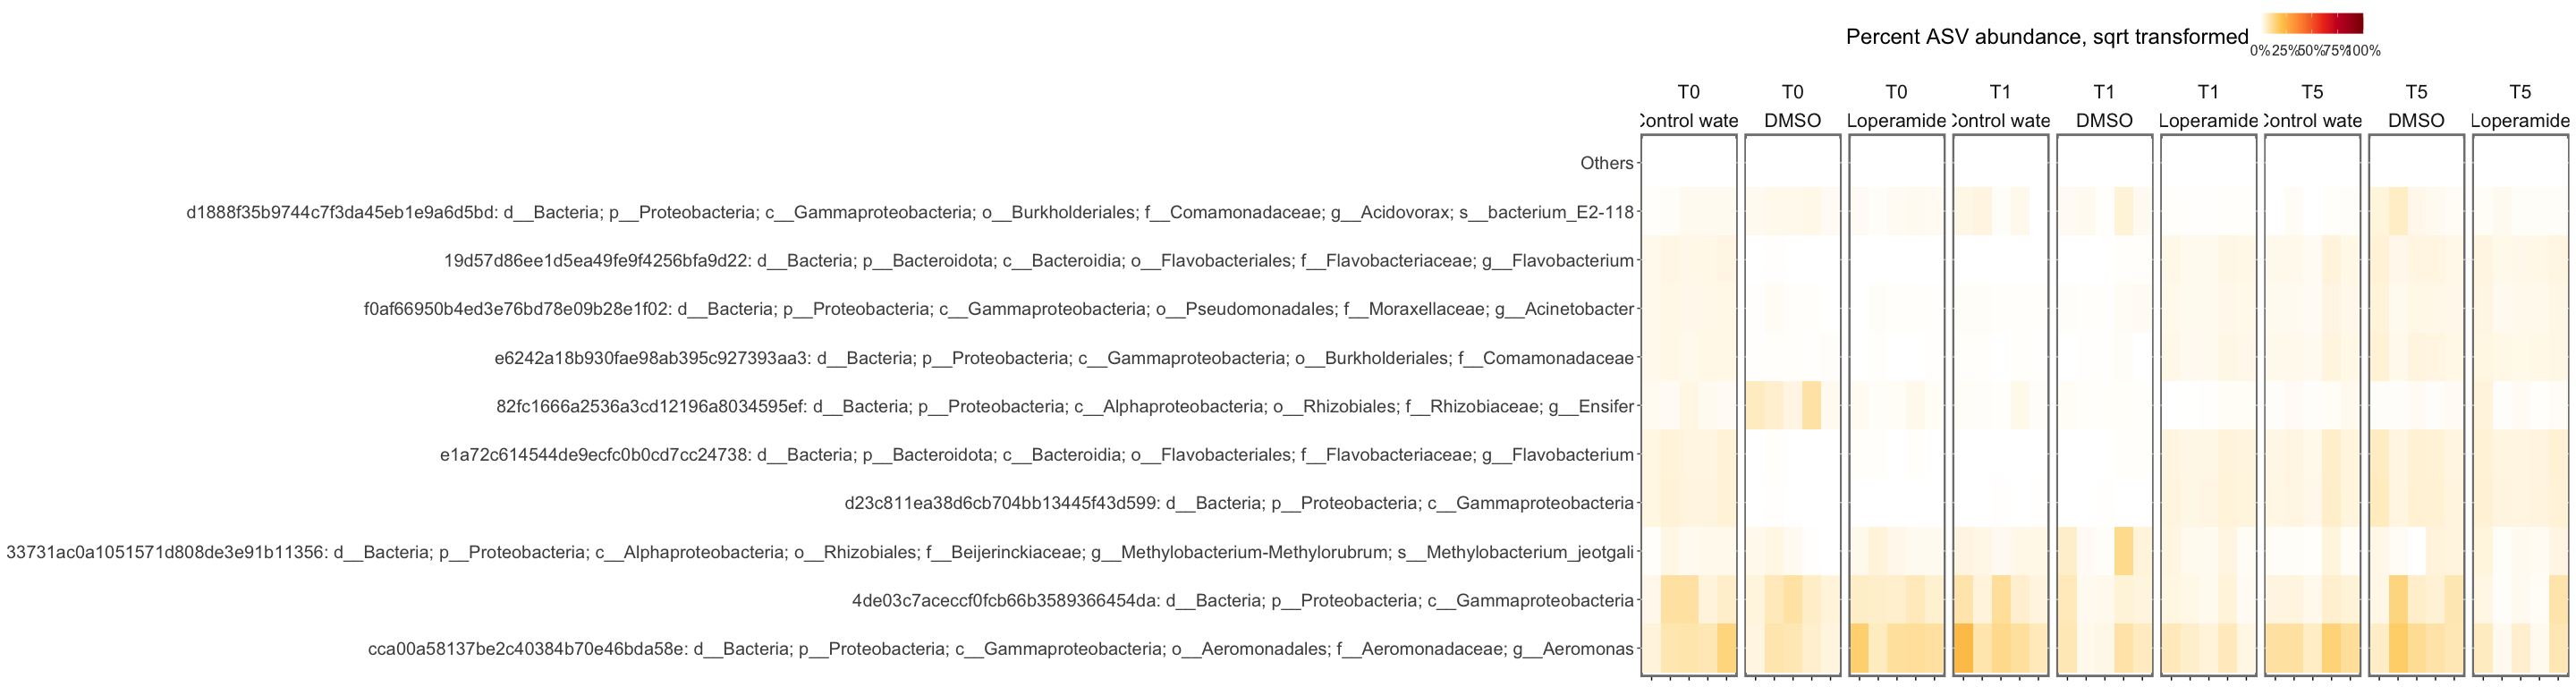 Percent ASV abundance, sqrt transformed
0% 25% 50% 75% 100%
T0 T0 T0 T1 T1 T1 T5 T5 T5
Control wate DMSO Loperamide Control wate DMSO Loperamide Control wate DMSO Loperamide
Others
d1888f35b9744c7f3da45eb1e9a6d5bd: d__Bacteria; p__Proteobacteria; c__Gammaproteobacteria; o__Burkholderiales; f__Comamonadaceae; g__Acidovorax; s__bacterium_E2-118
19d57d86ee1d5ea49fe9f4256bfa9d22: d__Bacteria; p__Bacteroidota; c__Bacteroidia; o__Flavobacteriales; f__Flavobacteriaceae; g__Flavobacterium
f0af66950b4ed3e76bd78e09b28e1f02: d__Bacteria; p__Proteobacteria; c__Gammaproteobacteria; o__Pseudomonadales; f__Moraxellaceae; g__Acinetobacter
e6242a18b930fae98ab395c927393aa3: d__Bacteria; p__Proteobacteria; c__Gammaproteobacteria; o__Burkholderiales; f__Comamonadaceae
82fc1666a2536a3cd12196a8034595ef: d__Bacteria; p__Proteobacteria; c__Alphaproteobacteria; o__Rhizobiales; f__Rhizobiaceae; g__Ensifer
e1a72c614544de9ecfc0b0cd7cc24738: d__Bacteria; p__Bacteroidota; c__Bacteroidia; o__Flavobacteriales; f__Flavobacteriaceae; g__Flavobacterium
d23c811ea38d6cb704bb13445f43d599: d__Bacteria; p__Proteobacteria; c__Gammaproteobacteria
33731ac0a1051571d808de3e91b11356: d__Bacteria; p__Proteobacteria; c__Alphaproteobacteria; o__Rhizobiales; f__Beijerinckiaceae; g__Methylobacterium-Methylorubrum; s__Methylobacterium_jeotgali
4de03c7aceccf0fcb66b3589366454da: d__Bacteria; p__Proteobacteria; c__Gammaproteobacteria
cca00a58137be2c40384b70e46bda58e: d__Bacteria; p__Proteobacteria; c__Gammaproteobacteria; o__Aeromonadales; f__Aeromonadaceae; g__Aeromonas